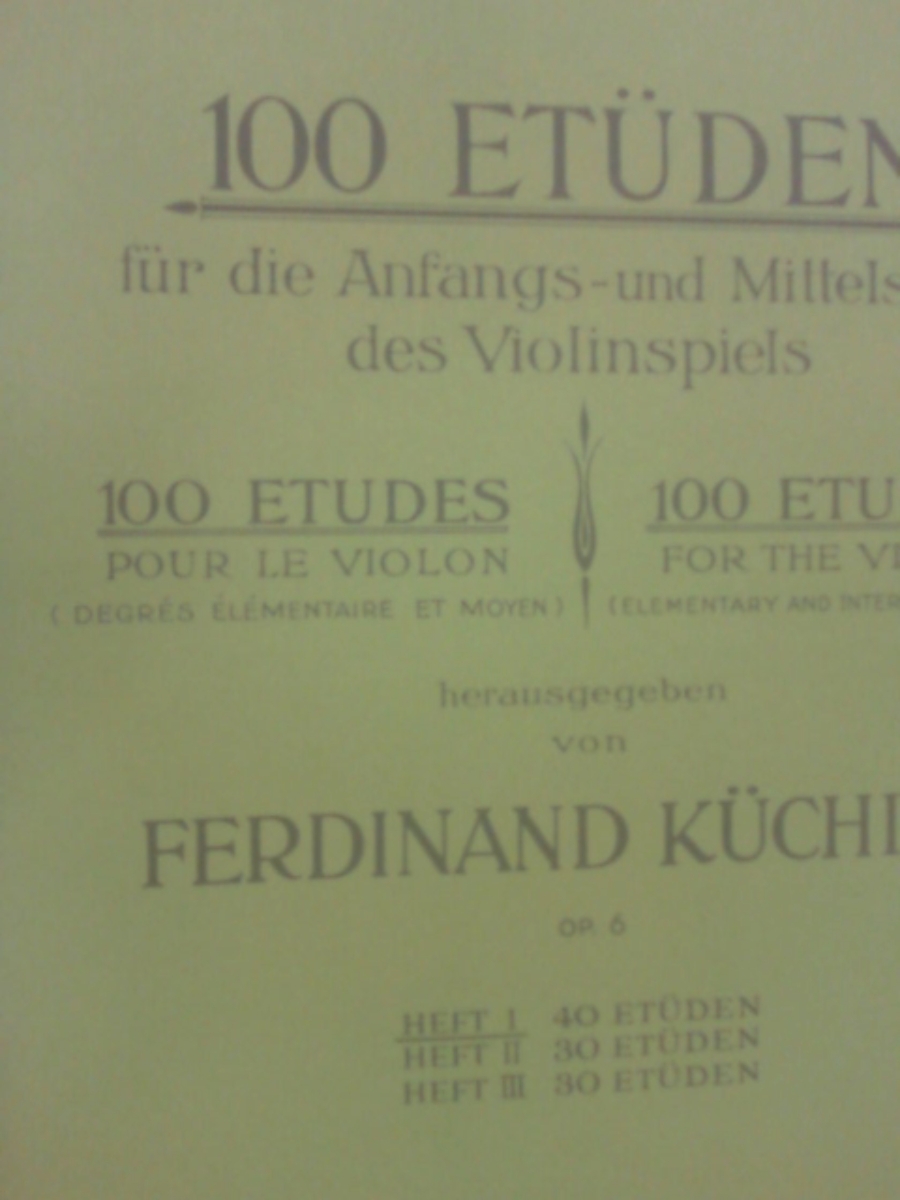 100 ETÜDEN
für die Anfangs-und Mittels
des Violinspiels
100 ETUDES
POUR LE VIOLON
( DEGRÉS ÉLÉMENTAIRE ET MOYEN )
100 ETU
FOR THE VI
(ELEMENTARY AND INTER
herausgegeben
von
FERDINAND KÜCHL
OP. 6
HEFT I 40 ETÜDEN
HEFT II 30 ETÜDEN
HEFT III 30 ETÜDEN